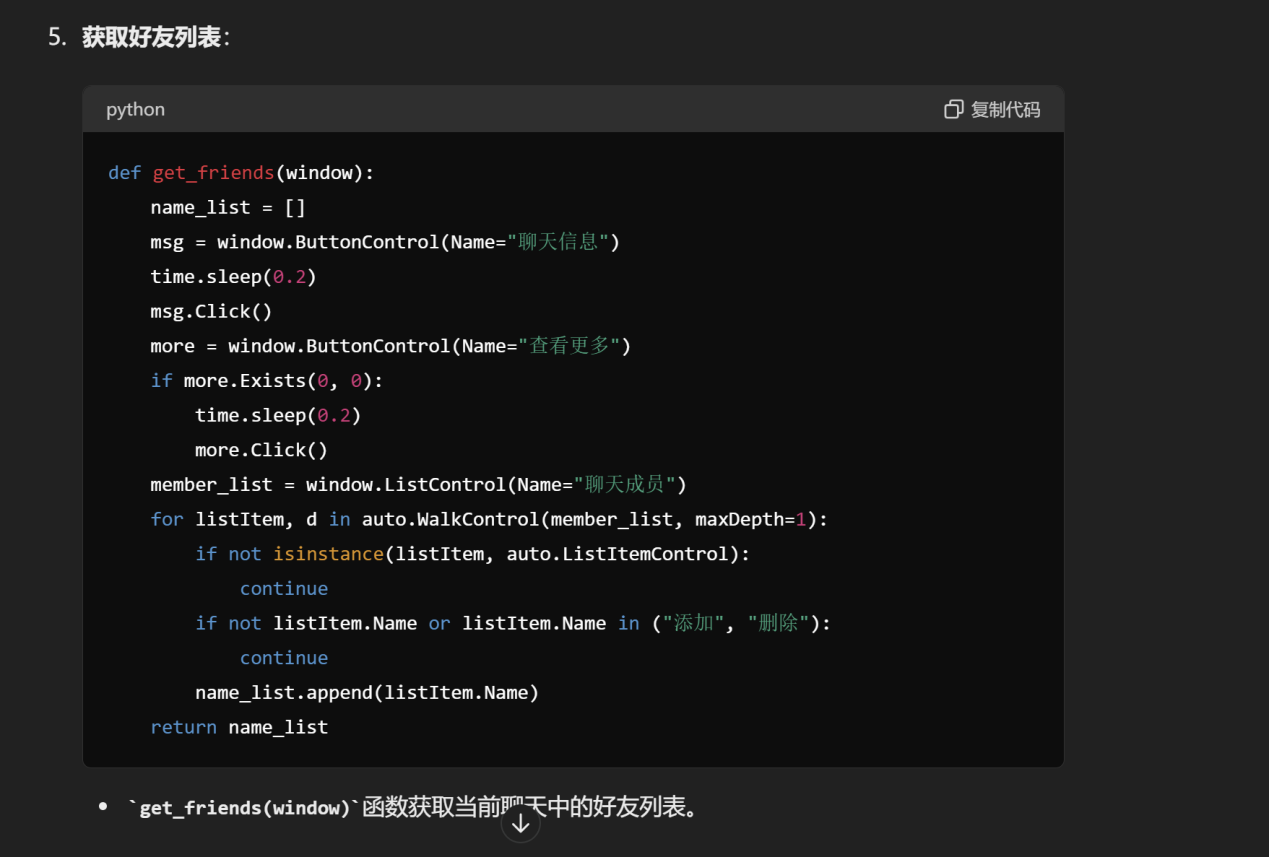 5. 获取好友列表：
python
复制代码
def get_friends(window):
    name_list = []
    msg = window.ButtonControl(Name="聊天信息")
    time.sleep(0.2)
    msg.Click()
    more = window.ButtonControl(Name="查看更多")
    if more.Exists(0, 0):
        time.sleep(0.2)
        more.Click()
    member_list = window.ListControl(Name="聊天成员")
    for listItem, d in auto.WalkControl(member_list, maxDepth=1):
        if not isinstance(listItem, auto.ListItemControl):
            continue
        if not listItem.Name or listItem.Name in ("添加", "删除"):
            continue
        name_list.append(listItem.Name)
    return name_list
• `get_friends(window)`函数获取当前聊天中的好友列表。